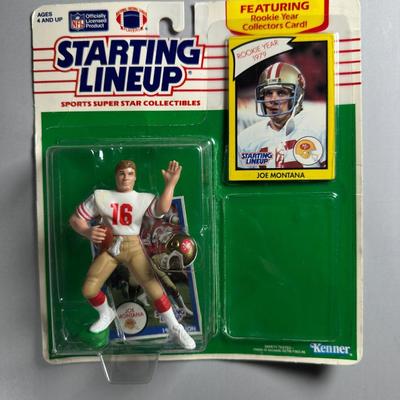 AGES
4 AND UP
NFL
Officially
Licensed
Product
STARTING
LINEUP
SPORTS SUPER STAR COLLECTIBLES
FEATURING
Rookie Year
Collectors Card!
ROOKIE YEAR
1979
STARTING
LINEUP
JOE MONTANA
16
JOE
MONTANA
Kenner